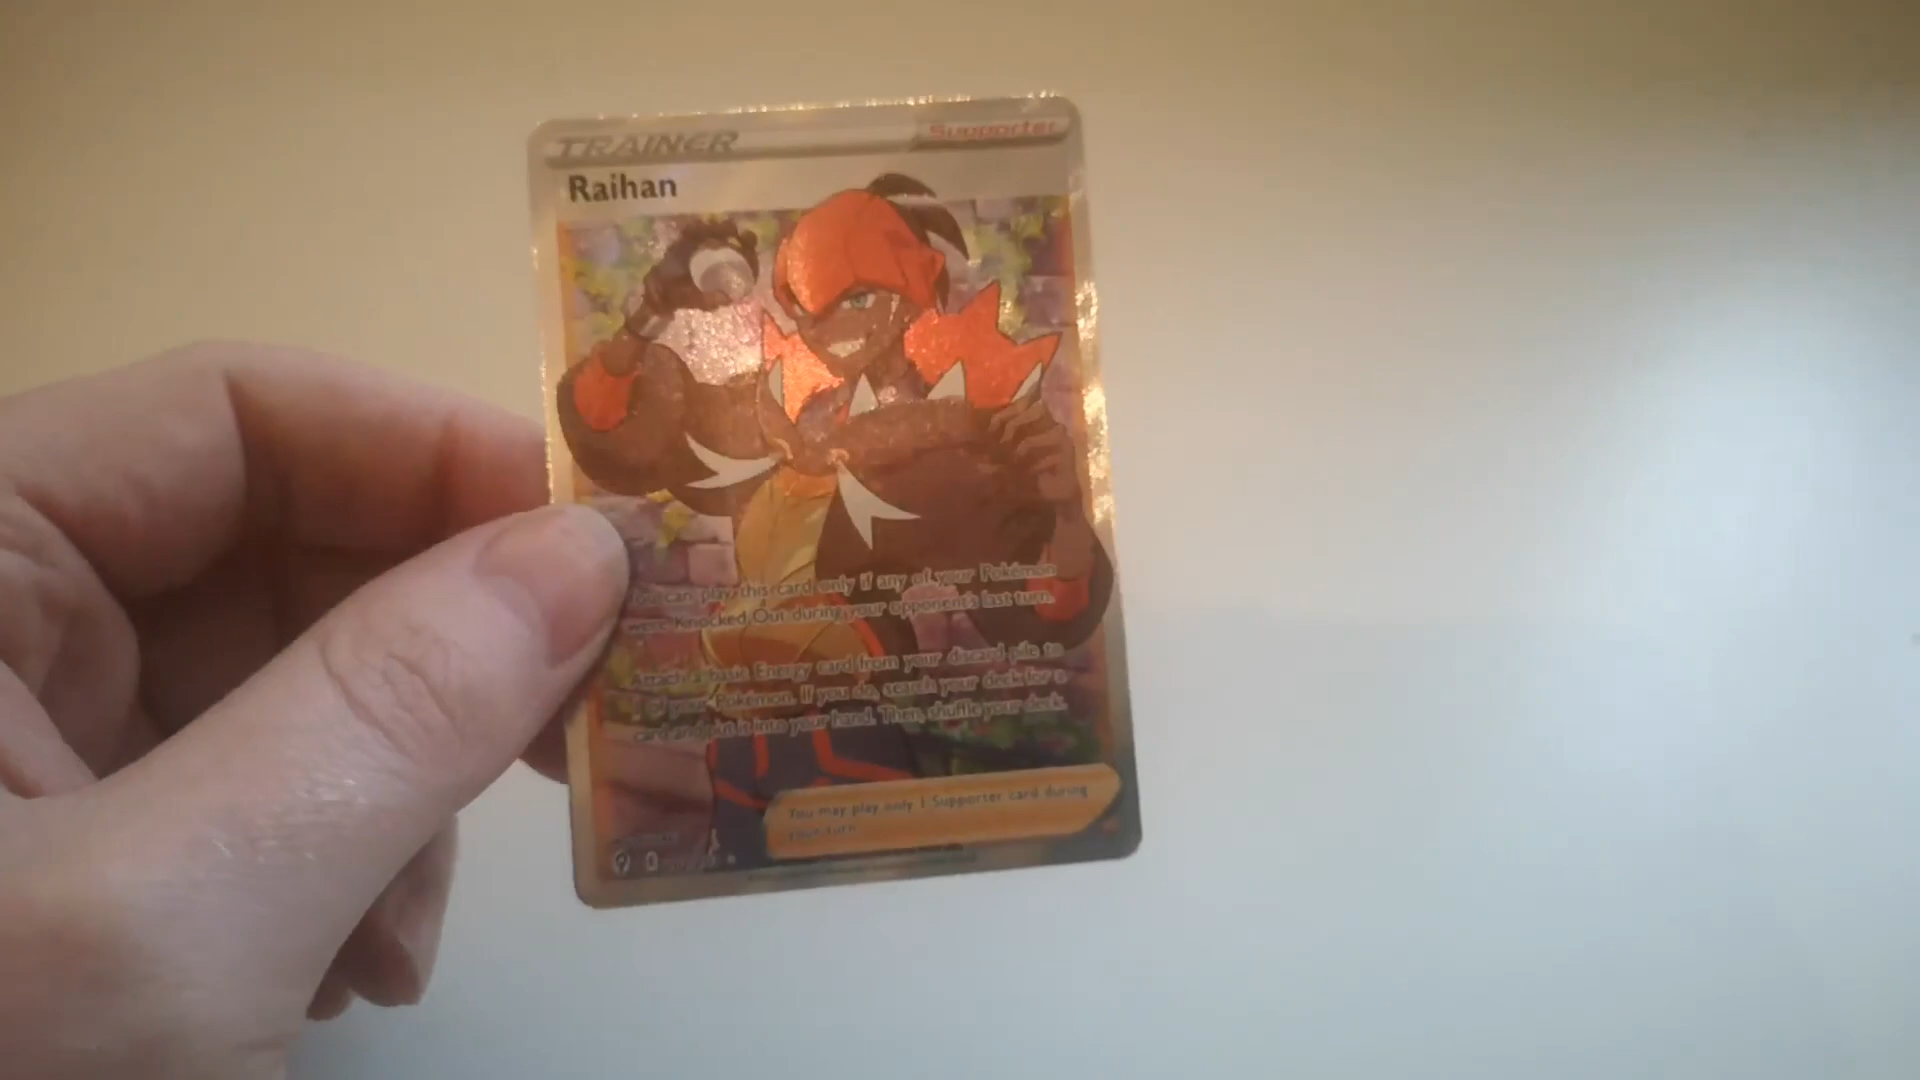 TRAINER
Supporter
Raihan
can play this card only if any of your Pokémon
were Knocked Out during your opponent's last turn.
Attach a basic Energy card from your discard pile to
of your Pokémon. If you do, search your deck for a
card and put it into your hand. Then, shuffle your deck.
You may play only 1 Supporter card during
your turn.